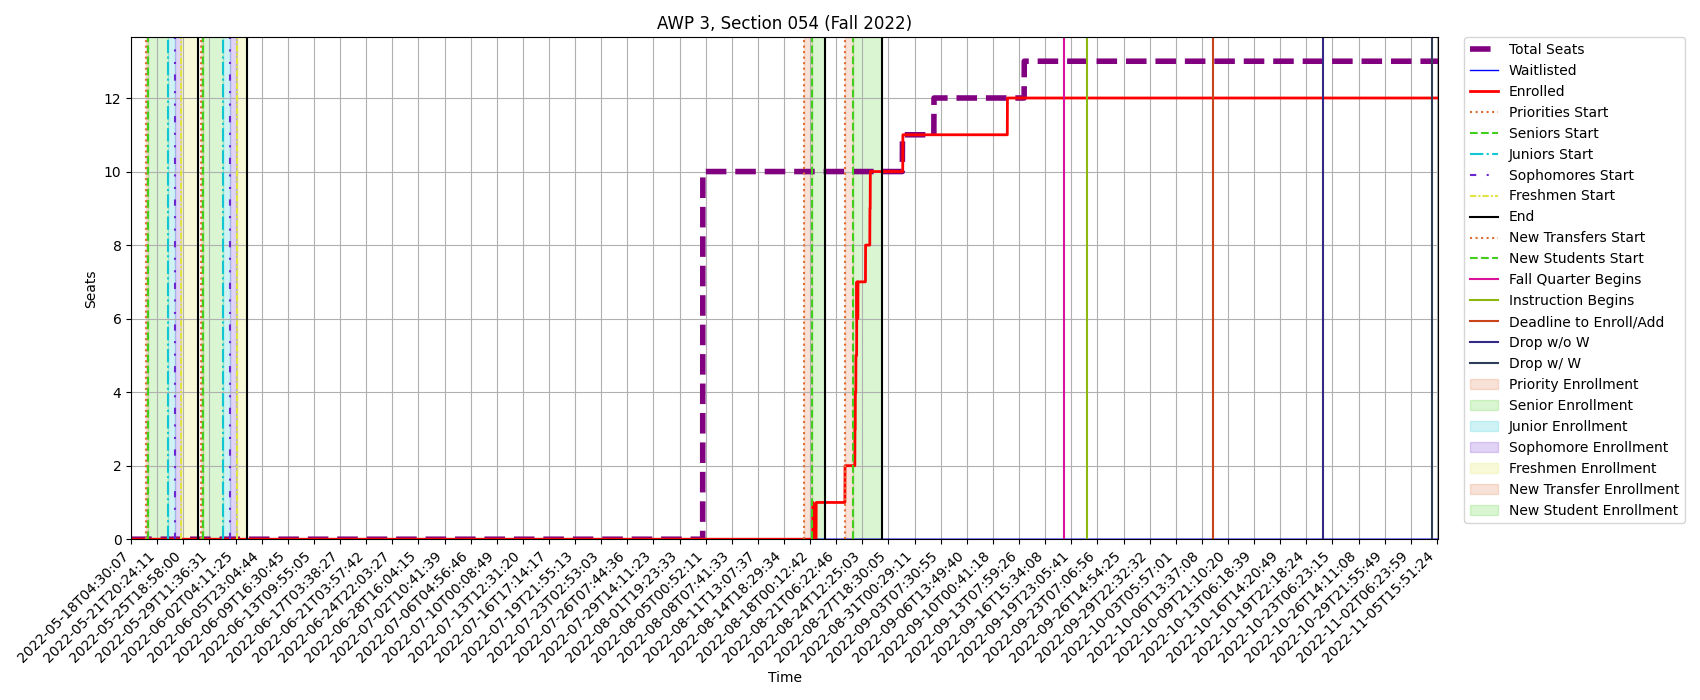 AWP 3, Section 054 (Fall 2022)
Seats
12
10
8
6
4
2
0
2022-05-18T04:30:07
2022-05-21T20:24:11
2022-05-25T18:58:00
2022-05-29T11:36:31
2022-06-02T04:11:25
2022-06-05T23:04:44
2022-06-09T16:30:45
2022-06-13T09:55:05
2022-06-17T03:38:27
2022-06-21T03:57:42
2022-06-24T22:03:27
2022-06-28T16:04:15
2022-07-02T10:41:39
2022-07-06T04:56:46
2022-07-10T00:08:49
2022-07-13T12:31:20
2022-07-16T17:14:17
2022-07-19T21:55:13
2022-07-23T02:53:03
2022-07-26T07:44:36
2022-07-29T14:11:23
2022-08-01T19:23:33
2022-08-05T00:52:11
2022-08-08T07:41:33
2022-08-11T13:07:37
2022-08-14T18:29:34
2022-08-18T00:12:42
2022-08-21T06:22:46
2022-08-24T12:25:03
2022-08-27T18:30:05
2022-08-31T00:29:11
2022-09-03T07:30:55
2022-09-06T13:49:40
2022-09-10T00:41:18
2022-09-13T07:59:26
2022-09-16T15:34:08
2022-09-19T23:05:41
2022-09-23T07:06:56
2022-09-26T14:54:25
2022-09-29T22:32:32
2022-10-03T05:57:01
2022-10-06T13:37:08
2022-10-09T21:10:20
2022-10-13T06:18:39
2022-10-16T14:20:49
2022-10-19T22:18:24
2022-10-23T06:23:15
2022-10-26T14:11:08
2022-10-29T21:55:49
2022-11-02T06:23:59
2022-11-05T15:51:24
Time
Total Seats
Waitlisted
Enrolled
Priorities Start
Seniors Start
Juniors Start
Sophomores Start
Freshmen Start
End
New Transfers Start
New Students Start
Fall Quarter Begins
Instruction Begins
Deadline to Enroll/Add
Drop w/o W
Drop w/ W
Priority Enrollment
Senior Enrollment
Junior Enrollment
Sophomore Enrollment
Freshmen Enrollment
New Transfer Enrollment
New Student Enrollment